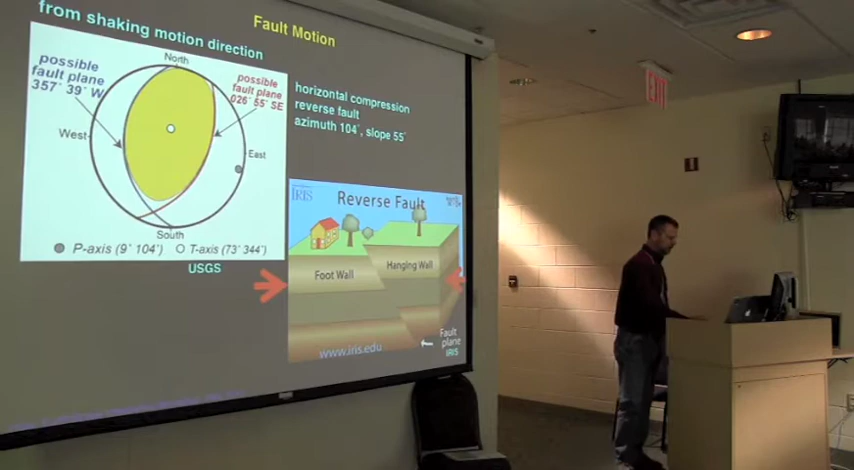 from shaking motion direction
Fault Motion
North
possible
fault plane
357˚ 39˚ W
possible
fault plane
026˚ 55˚ SE
horizontal compression
reverse fault
azimuth 104˚, slope 55˚
West
East
South
P-axis (9˚ 104˚)
T-axis (73˚ 344˚)
USGS
IRIS
Reverse Fault
Foot Wall
Hanging Wall
Fault
plane
www.iris.edu
IRIS
EXIT